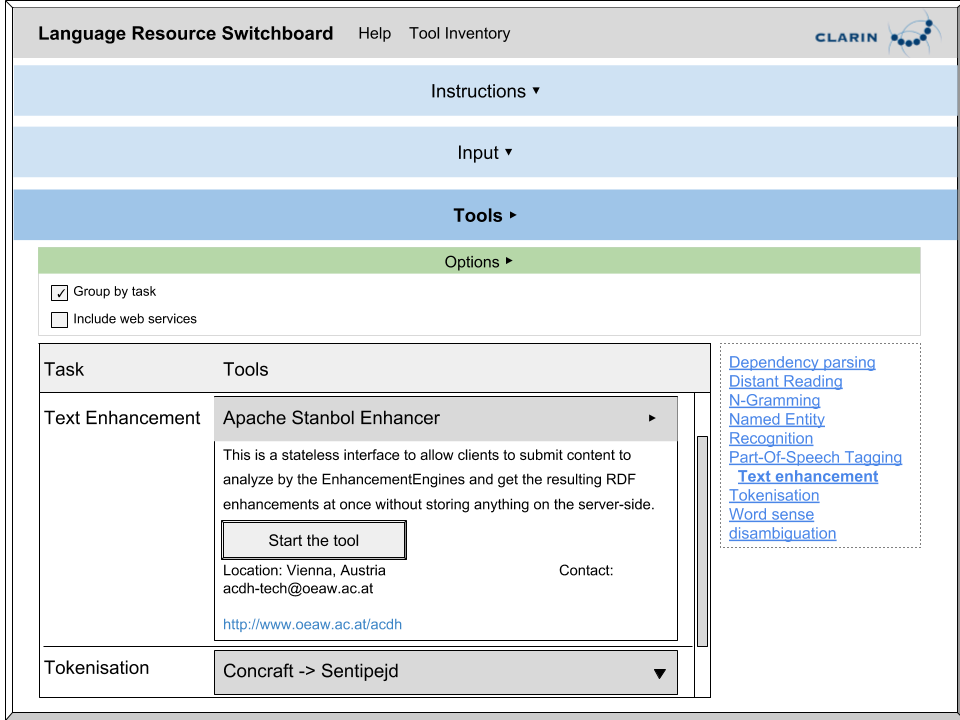 Language Resource Switchboard Help Tool Inventory CLARIN
Instructions ▾
Input ▾
Tools ▸
Options ▸
✓ Group by task
Include web services
Task Tools
Text Enhancement Apache Stanbol Enhancer ▸
This is a stateless interface to allow clients to submit content to
analyze by the EnhancementEngines and get the resulting RDF
enhancements at once without storing anything on the server-side.
Start the tool
Location: Vienna, Austria Contact:
acdh-tech@oeaw.ac.at
http://www.oeaw.ac.at/acdh
Tokenisation Concraft -> Sentipejd ▼
Dependency parsing
Distant Reading
N-Gramming
Named Entity
Recognition
Part-Of-Speech Tagging
Text enhancement
Tokenisation
Word sense
disambiguation